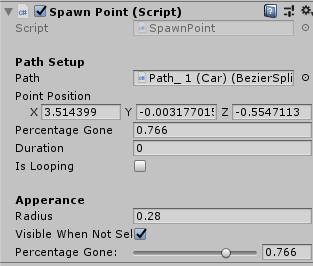 Spawn Point (Script)
Script SpawnPoint
Path Setup
Path Path_ 1 (Car) (BezierSpli
Point Position
X 3.514399 Y -0.00317701 Z -0.5547113
Percentage Gone 0.766
Duration 0
Is Looping
Apperance
Radius 0.28
Visible When Not Sel
Percentage Gone: 0.766